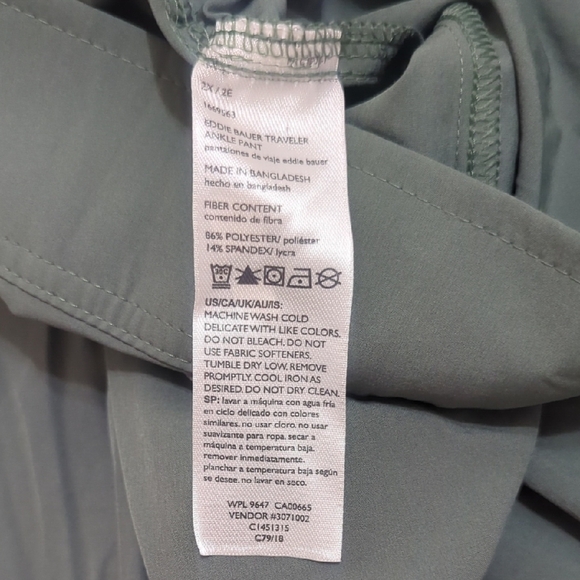 2X / 2E
1669563
EDDIE BAUER TRAVELER
ANKLE PANT
pantalones de viaje eddie bauer
MADE IN BANGLADESH
hecho en bangladesh
FIBER CONTENT
contenido de fibra
86% POLYESTER/ poliéster
14% SPANDEX/ lycra
US/CA/UK/AU/IS:
MACHINE WASH COLD
DELICATE WITH LIKE COLORS.
DO NOT BLEACH. DO NOT
USE FABRIC SOFTENERS.
TUMBLE DRY LOW. REMOVE
PROMPTLY. COOL IRON AS
DESIRED. DO NOT DRY CLEAN.
SP: lavar a máquina con agua fría
en ciclo delicado con colores
similares. no usar cloro. no usar
suavizante para ropa. secar a
máquina a temperatura baja.
remover inmediatamente.
planchar a temperatura baja según
se desee. no lavar en seco.
WPL 9647 CA00665
VENDOR #3071002
C1451315
C79/18